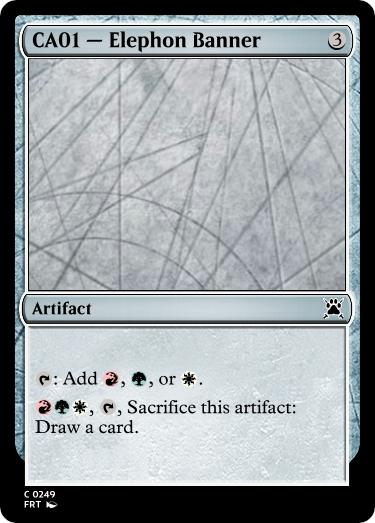 CA01 — Elephon Banner 3
Artifact
: Add , , or .
, , Sacrifice this artifact:
Draw a card.
C 0249
FRT